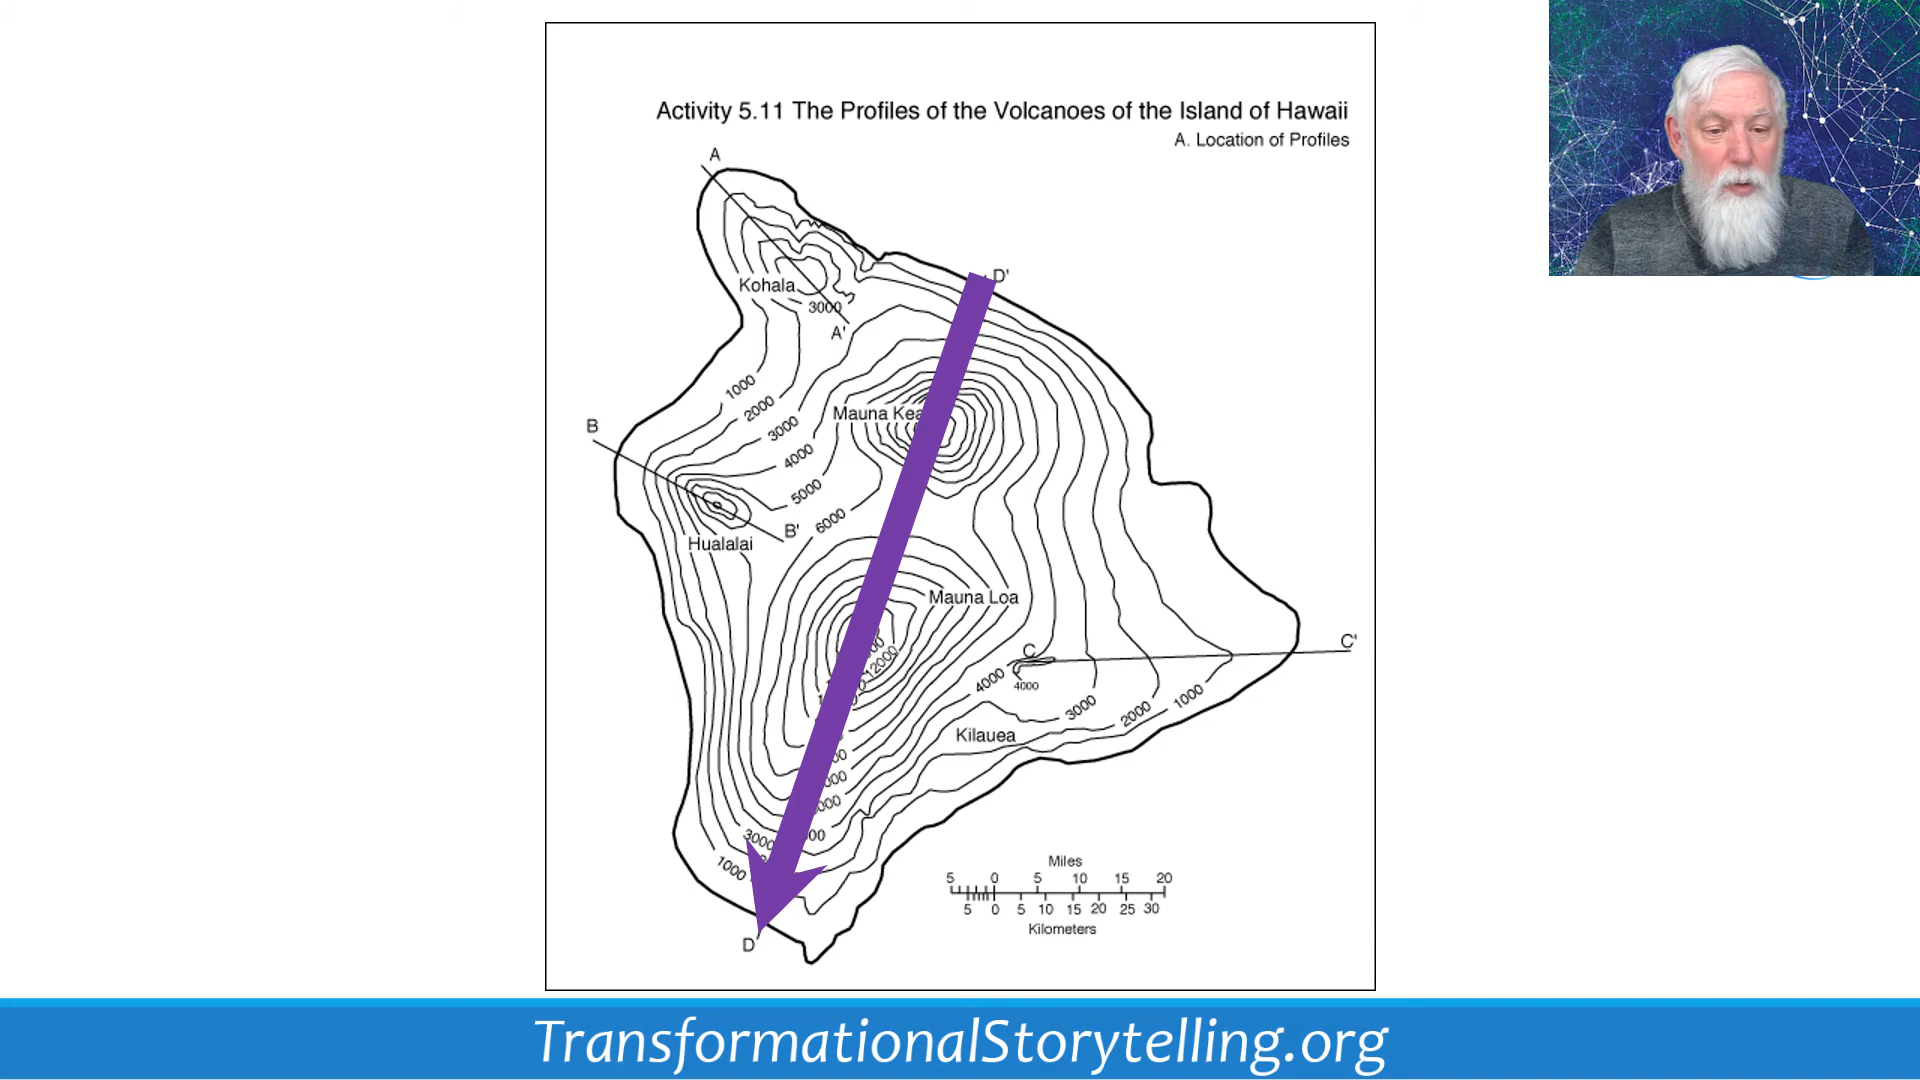 Activity 5.11 The Profiles of the Volcanoes of the Island of Hawaii
A. Location of Profiles
A
D'
Kohala
3000
A'
1000
2000
3000
4000
5000
6000
Mauna Kea
B
B'
Hualalai
Mauna Loa
12000
C
C'
4000
4000
3000
2000
1000
Kilauea
3000
1000
D
Miles
5 0 5 10 15 20
5 0 5 10 15 20 25 30
Kilometers
TransformationalStorytelling.org